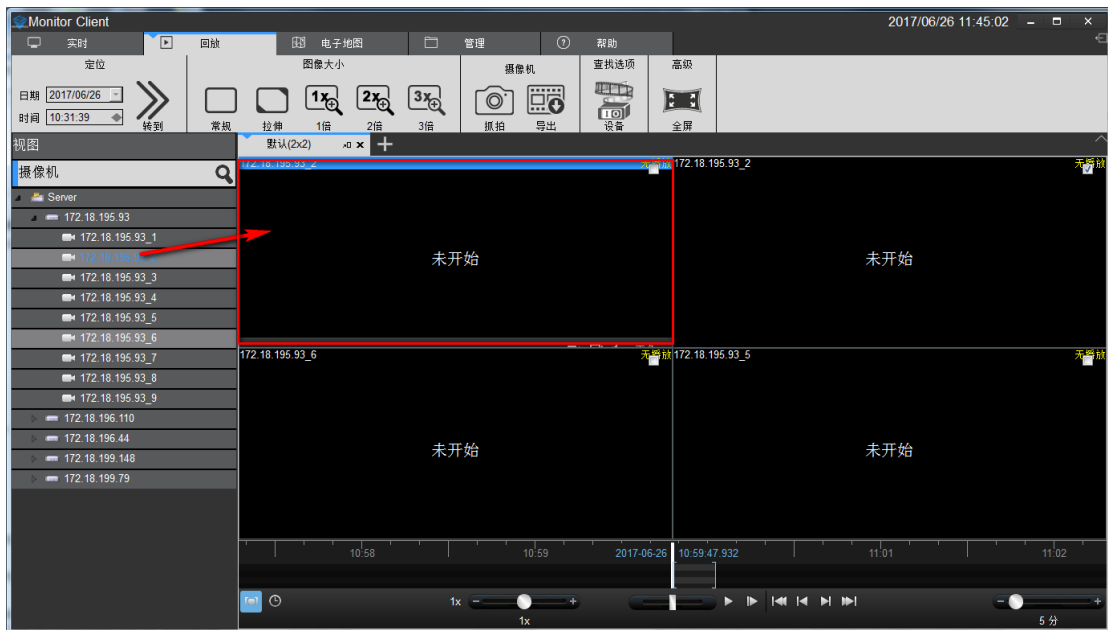 Monitor Client
2017/06/26 11:45:02
实时
回放
电子地图
管理
帮助
定位
图像大小
摄像机
查找选项
高级
日期 2017/06/26
时间 10:31:39
转到
常规
拉伸
1x
1倍
2x
2倍
3x
3倍
抓拍
导出
设备
全屏
视图
默认(2x2)
摄像机
Server
172.18.195.93
172.18.195.93_1
172.18.195.93_3
172.18.195.93_4
172.18.195.93_5
172.18.195.93_6
172.18.195.93_7
172.18.195.93_8
172.18.195.93_9
172.18.196.110
172.18.196.44
172.18.199.148
172.18.199.79
172.18.195.93_2
未开始
172.18.195.93_2
未开始
172.18.195.93_6
未开始
172.18.195.93_5
未开始
10:58
10:59
2017-06-26
10:59:47.932
11:01
11:02
1x
1x
5 分